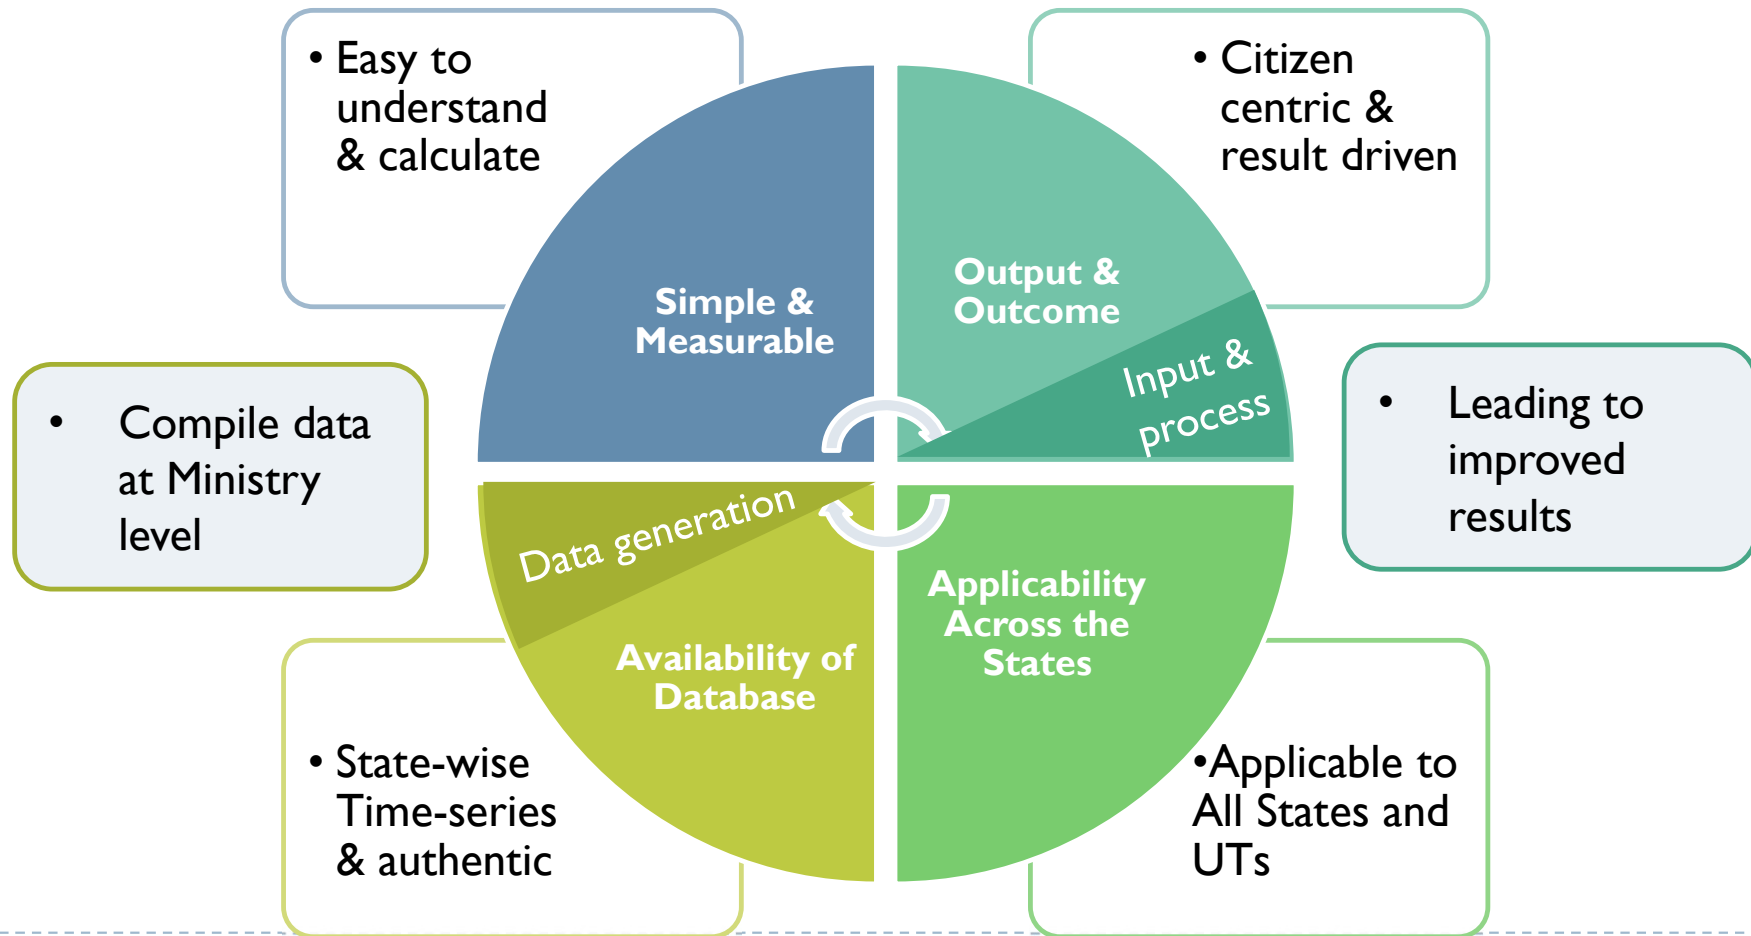 • Easy to
understand
& calculate
• Citizen
centric &
result driven
Simple &
Measurable
Output &
Outcome
Input &
process
• Compile data
at Ministry
level
• Leading to
improved
results
Data generation
Availability of
Database
Applicability
Across the
States
• State-wise
Time-series
& authentic
•Applicable to
All States and
UTs